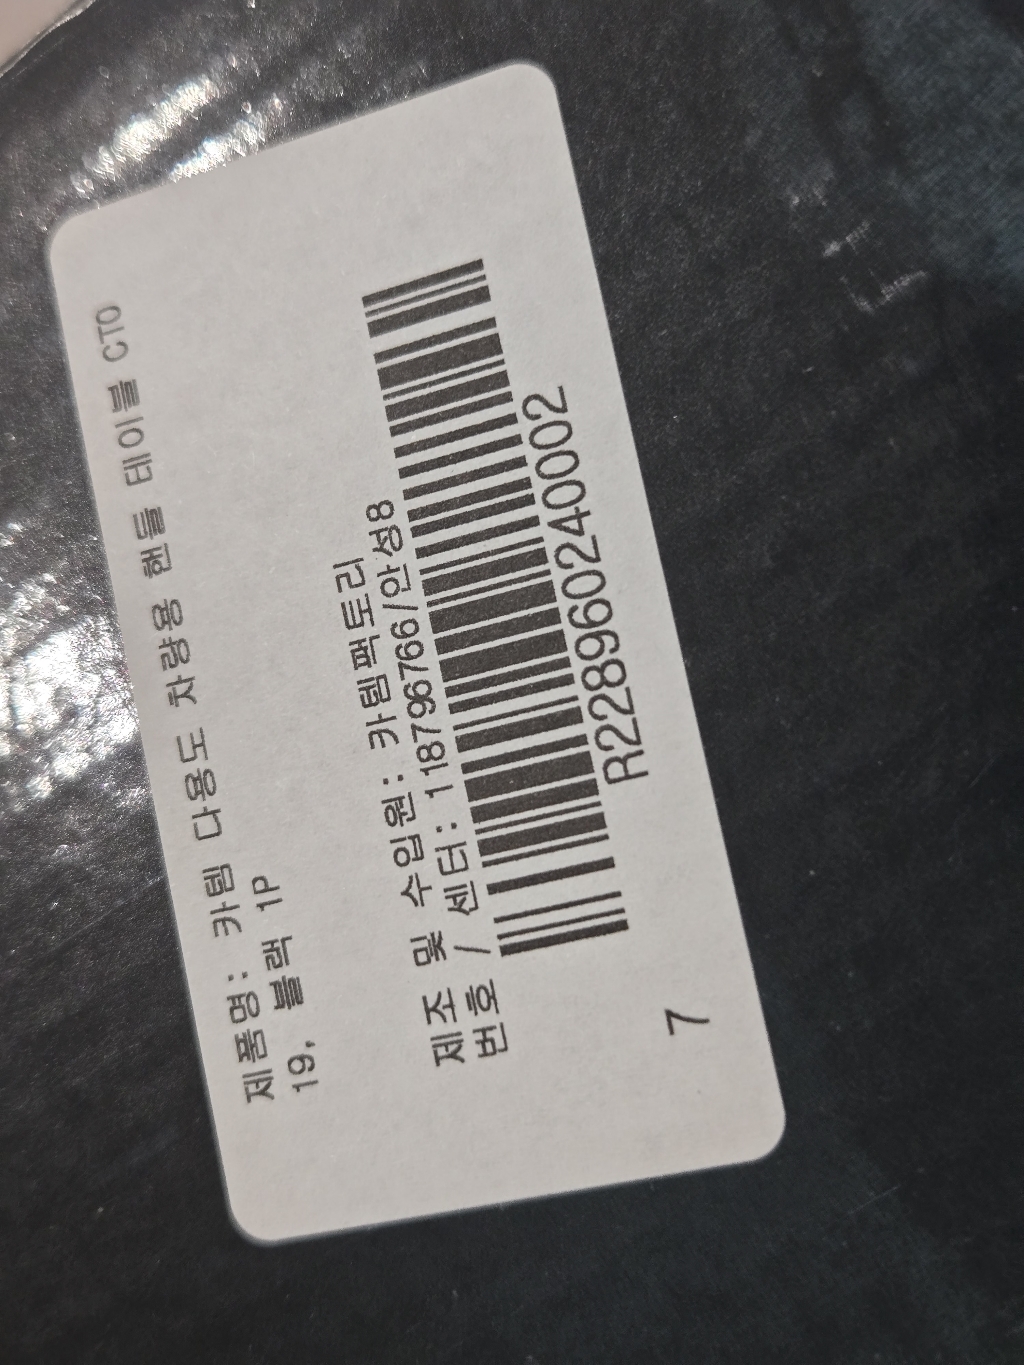 제품명: 카템 다용도 차량용 핸들 테이블 CT0
19, 블랙 1P
제조 및 수입원: 카템팩토리
번호 / 센터: 118796766/안성8
R228960240002
7